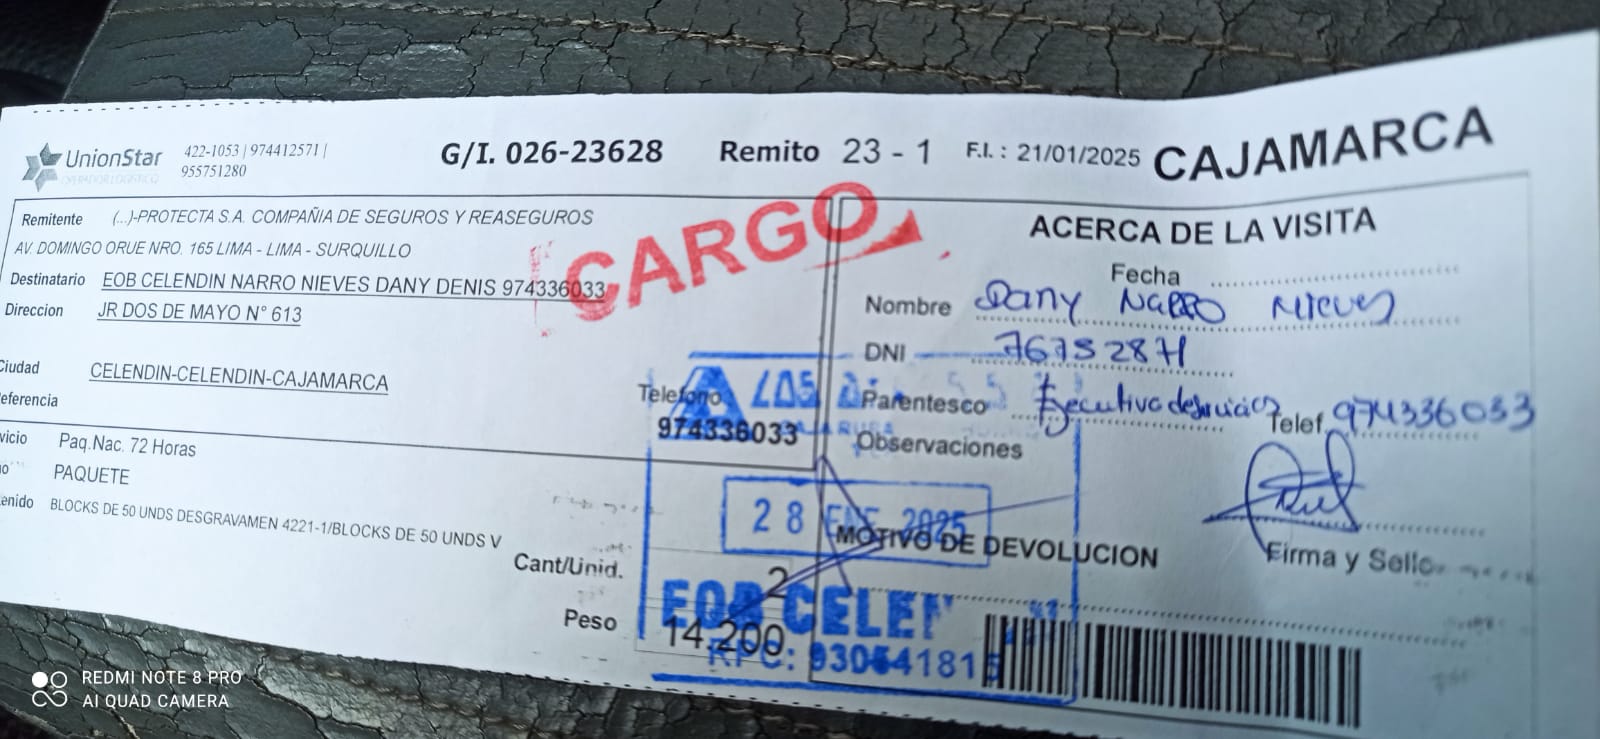 UnionStar
OPERADOR LOGISTICO
422-1053 | 974412571 |
955751280
G/I. 026-23628
Remito 23 - 1
F.I. : 21/01/2025
CAJAMARCA
Remitente (...)-PROTECTA S.A. COMPAÑIA DE SEGUROS Y REASEGUROS
AV. DOMINGO ORUE NRO. 165 LIMA - LIMA - SURQUILLO
Destinatario EOB CELENDIN NARRO NIEVES DANY DENIS 974336033
Direccion JR DOS DE MAYO N° 613
Ciudad CELENDIN-CELENDIN-CAJAMARCA
eferencia
Telefono
974336033
vicio Paq.Nac. 72 Horas
PAQUETE
enido BLOCKS DE 50 UNDS DESGRAVAMEN 4221-1/BLOCKS DE 50 UNDS V
Cant/Unid. 2
Peso 14.200
CARGO
ACERCA DE LA VISITA
Fecha
Nombre Dany Narro Nieves
DNI
Parentesco Ejecutivo de
Telef 974336033
Observaciones
Firma y Sello
MOTIVO DE DEVOLUCION
LOS
28 ENE 2025
EOB CELEN
RPC:
REDMI NOTE 8 PRO
AI QUAD CAMERA